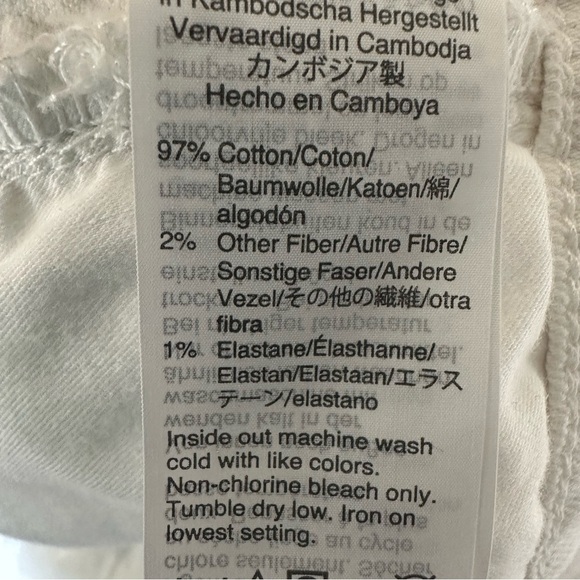 in Kambodscha Hergestellt
Vervaardigd in Cambodja
カンボジア製
Hecho en Camboya
97% Cotton/Coton/
Baumwolle/Katoen/綿/
algodón
2% Other Fiber/Autre Fibre/
Sonstige Faser/Andere
Vezel/その他の繊維/otra
fibra
1% Elastane/Élasthanne/
Elastan/Elastaan/エラス
テーン/elastano
Inside out machine wash
cold with like colors.
Non-chlorine bleach only.
Tumble dry low. Iron on
lowest setting.